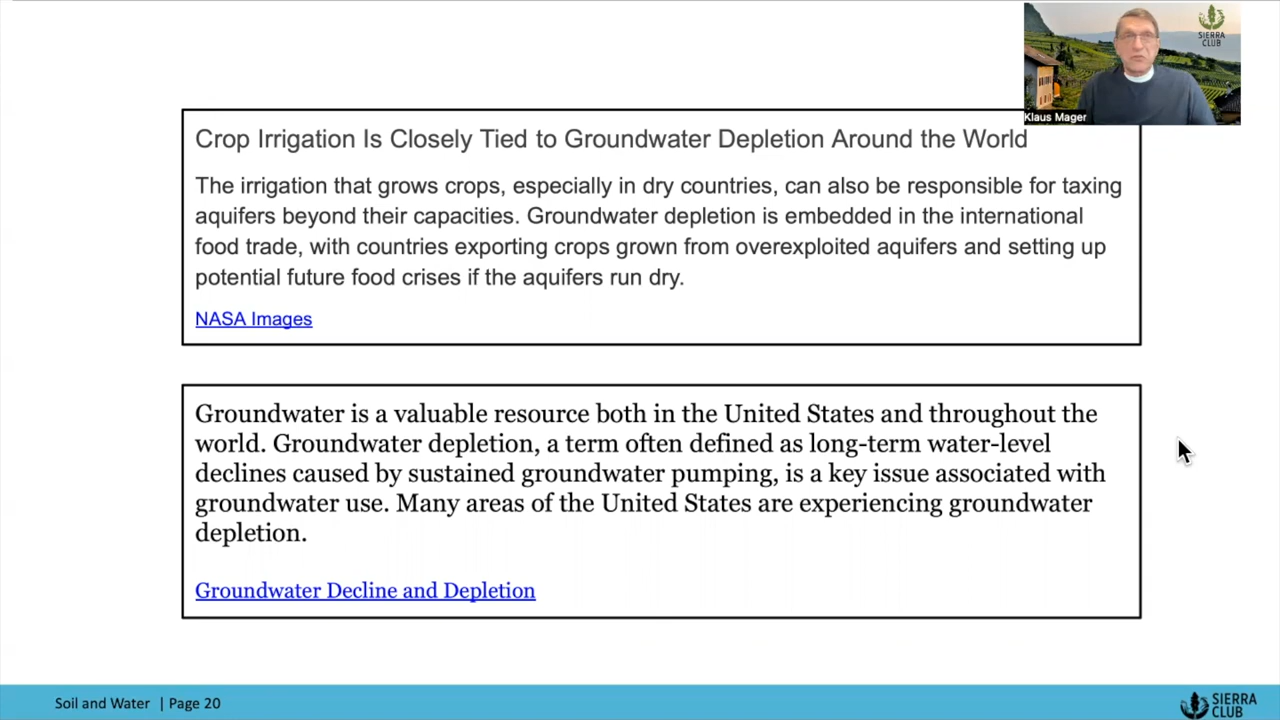 SIERRA
CLUB
Klaus Mager
Crop Irrigation Is Closely Tied to Groundwater Depletion Around the World
The irrigation that grows crops, especially in dry countries, can also be responsible for taxing
aquifers beyond their capacities. Groundwater depletion is embedded in the international
food trade, with countries exporting crops grown from overexploited aquifers and setting up
potential future food crises if the aquifers run dry.
NASA Images
Groundwater is a valuable resource both in the United States and throughout the
world. Groundwater depletion, a term often defined as long-term water-level
declines caused by sustained groundwater pumping, is a key issue associated with
groundwater use. Many areas of the United States are experiencing groundwater
depletion.
Groundwater Decline and Depletion
Soil and Water | Page 20
SIERRA
CLUB